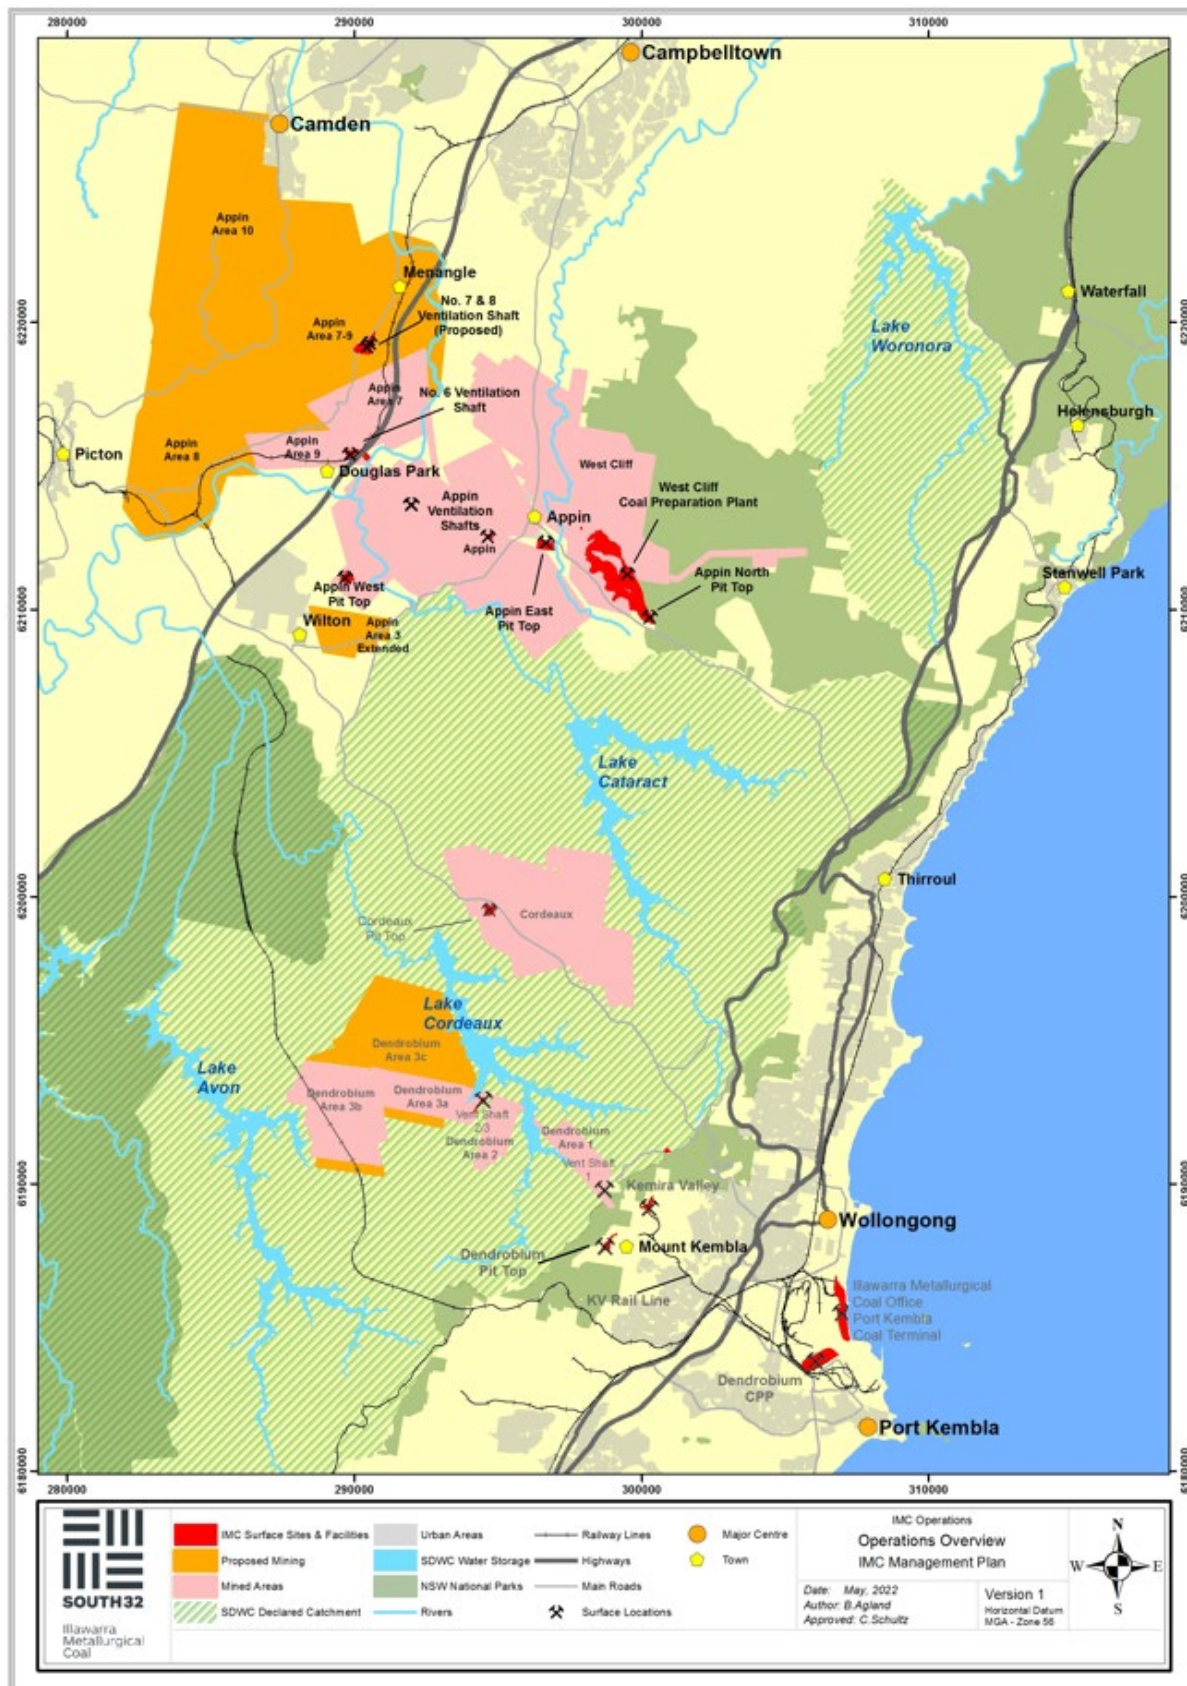 280000
290000
300000
310000
Campbelltown
Camden
Appin
Area 10
Menangle
No. 7 & 8
Ventilation Shaft
(Proposed)
Appin
Area 7-9
Waterfall
Lake
Woronora
6220000
6220000
Appin
Area 7
No. 6 Ventilation
Shaft
Helensburgh
Picton
Appin
Area 8
Appin
Area 9
Douglas Park
West Cliff
West Cliff
Coal Preparation Plant
Appin
Ventilation
Shafts
Appin
Appin
Appin West
Pit Top
Appin East
Pit Top
Appin North
Pit Top
Stanwell Park
6210000
6210000
Wilton
Appin
Area 3
Extended
Lake
Cataract
Thirroul
6200000
6200000
Cordeaux
Pit Top
Cordeaux
Lake
Cordeaux
Dendrobium
Area 3c
Lake
Avon
Dendrobium
Area 3b
Dendrobium
Area 3a
Vent Shaft
2/3
Dendrobium
Area 2
Dendrobium
Area 1
Vent Shaft
1
Kemira Valley
6190000
6190000
Wollongong
Dendrobium
Pit Top
Mount Kembla
KV Rail Line
Illawarra Metallurgical
Coal Office
Port Kembla
Coal Terminal
Dendrobium
CPP
Port Kembla
6180000
6180000
280000
290000
300000
310000
SOUTH32
Illawarra
Metallurgical
Coal
IMC Surface Sites & Facilities
Proposed Mining
Mined Areas
SDWC Declared Catchment
Urban Areas
SDWC Water Storage
NSW National Parks
Rivers
Railway Lines
Highways
Main Roads
Surface Locations
Major Centre
Town
IMC Operations
Operations Overview
IMC Management Plan
Date: May, 2022
Author: B.Agland
Approved: C.Schultz
Version 1
Horizontal Datum
MGA - Zone 56
N
W
E
S